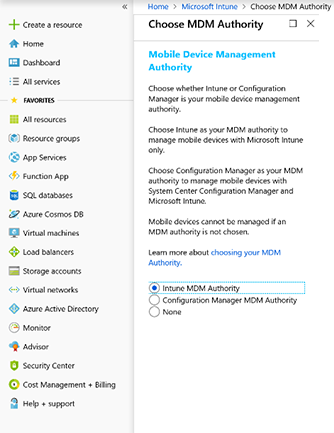 «
Create a resource
Home
Dashboard
All services
FAVORITES
All resources
Resource groups
App Services
Function App
SQL databases
Azure Cosmos DB
Virtual machines
Load balancers
Storage accounts
Virtual networks
Azure Active Directory
Monitor
Advisor
Security Center
Cost Management + Billing
Help + support
Home > Microsoft Intune > Choose MDM Authority
Choose MDM Authority
Mobile Device Management
Authority
Choose whether Intune or Configuration
Manager is your mobile device management
authority.
Choose Intune as your MDM authority to
manage mobile devices with Microsoft Intune
only.
Choose Configuration Manager as your MDM
authority to manage mobile devices with
System Center Configuration Manager and
Microsoft Intune.
Mobile devices cannot be managed if an
MDM authority is not chosen.
Learn more about choosing your MDM
Authority.
Intune MDM Authority
Configuration Manager MDM Authority
None